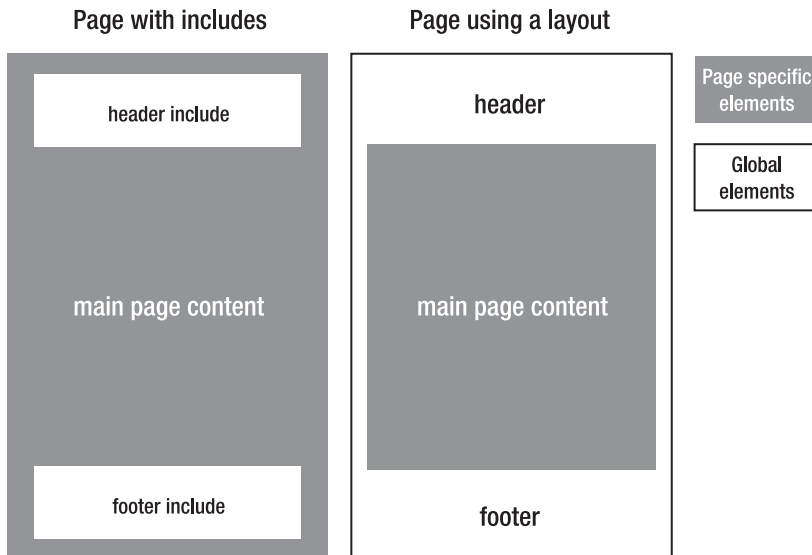 Page with includes
header include
main page content
footer include
Page using a layout
header
main page content
footer
Page specific
elements
Global
elements